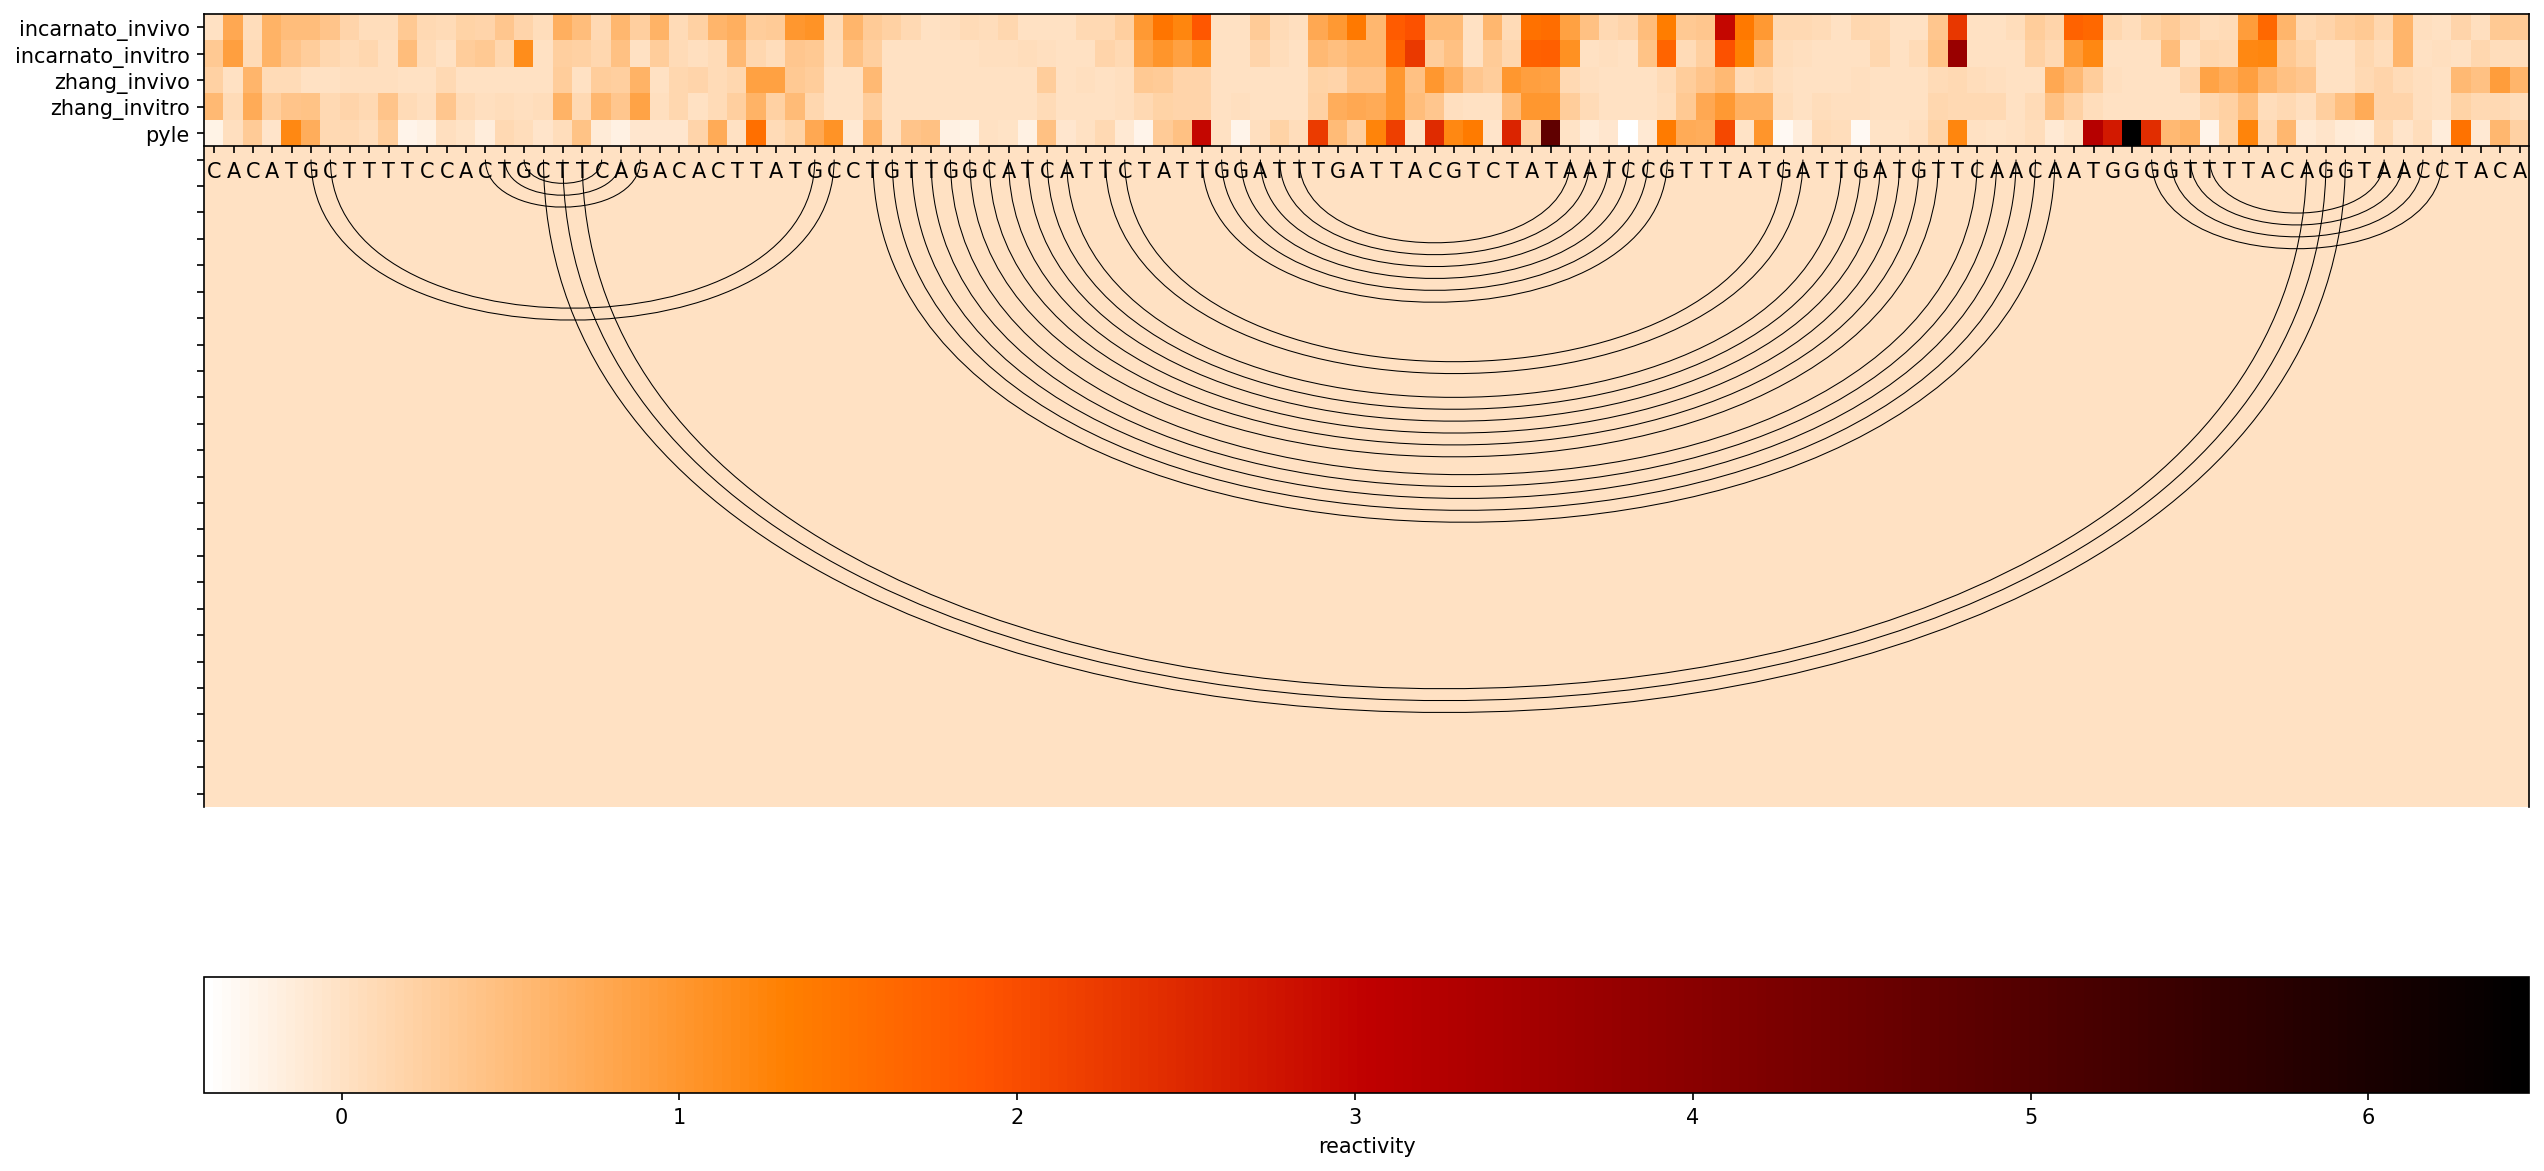 incarnato_invivo
incarnato_invitro
zhang_invivo
zhang_invitro
pyle
CACATGCTTTTCCACTGCTTCAGACACTTATGCCTGTTGGCATCATTCTATTGGATTTGATTACGTCTATAATCCGTTTATGATTGATGTTCAACAATGGGGTTTTACAGGTAACCTACA
0 1 2 3 4 5 6
reactivity